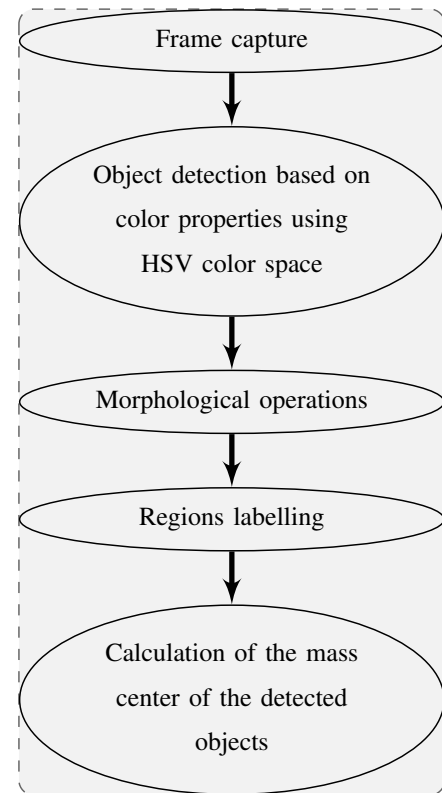 Frame capture
Object detection based on
color properties using
HSV color space
Morphological operations
Regions labelling
Calculation of the mass
center of the detected
objects